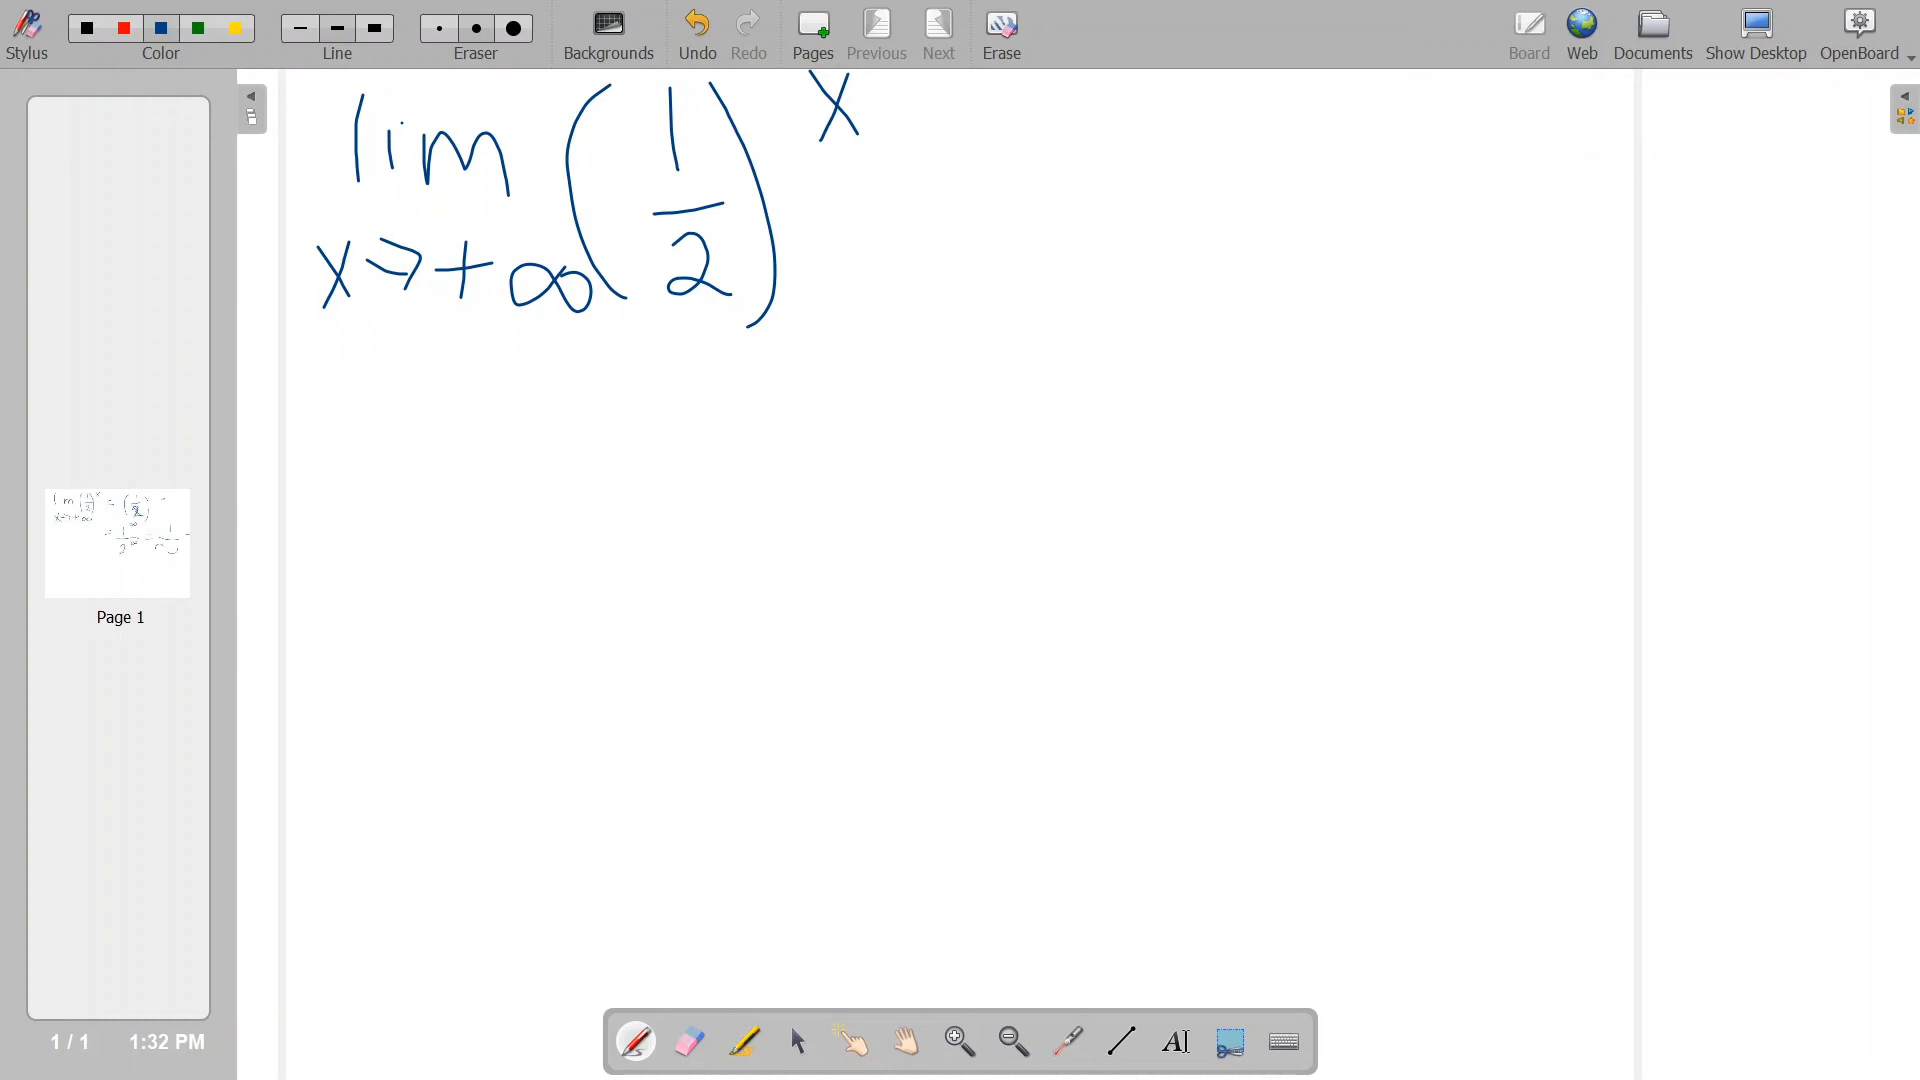 Stylus Color Line Eraser Backgrounds Undo Redo Pages Previous Next Erase Board Web Documents Show Desktop OpenBoard
lim (1/2)^x
x→+∞
Page 1
1 / 1 1:32 PM
AI